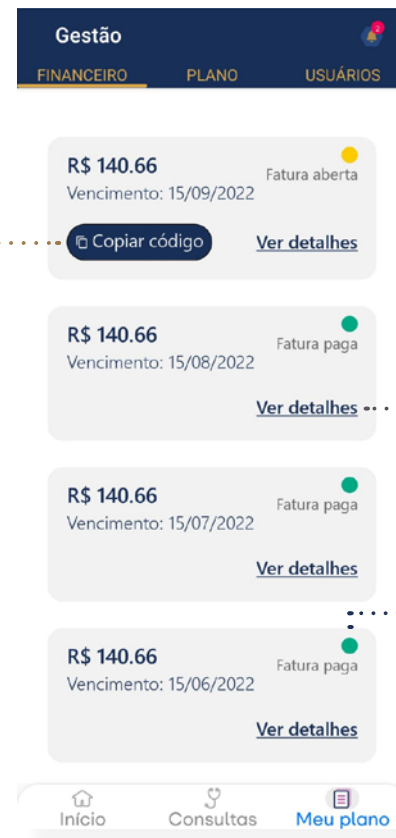 Gestão
2
FINANCEIRO PLANO USUÁRIOS
R$ 140.66
Fatura aberta
Vencimento: 15/09/2022
Copiar código Ver detalhes
R$ 140.66
Fatura paga
Vencimento: 15/08/2022
Ver detalhes
R$ 140.66
Fatura paga
Vencimento: 15/07/2022
Ver detalhes
R$ 140.66
Fatura paga
Vencimento: 15/06/2022
Ver detalhes
Início Consultas Meu plano